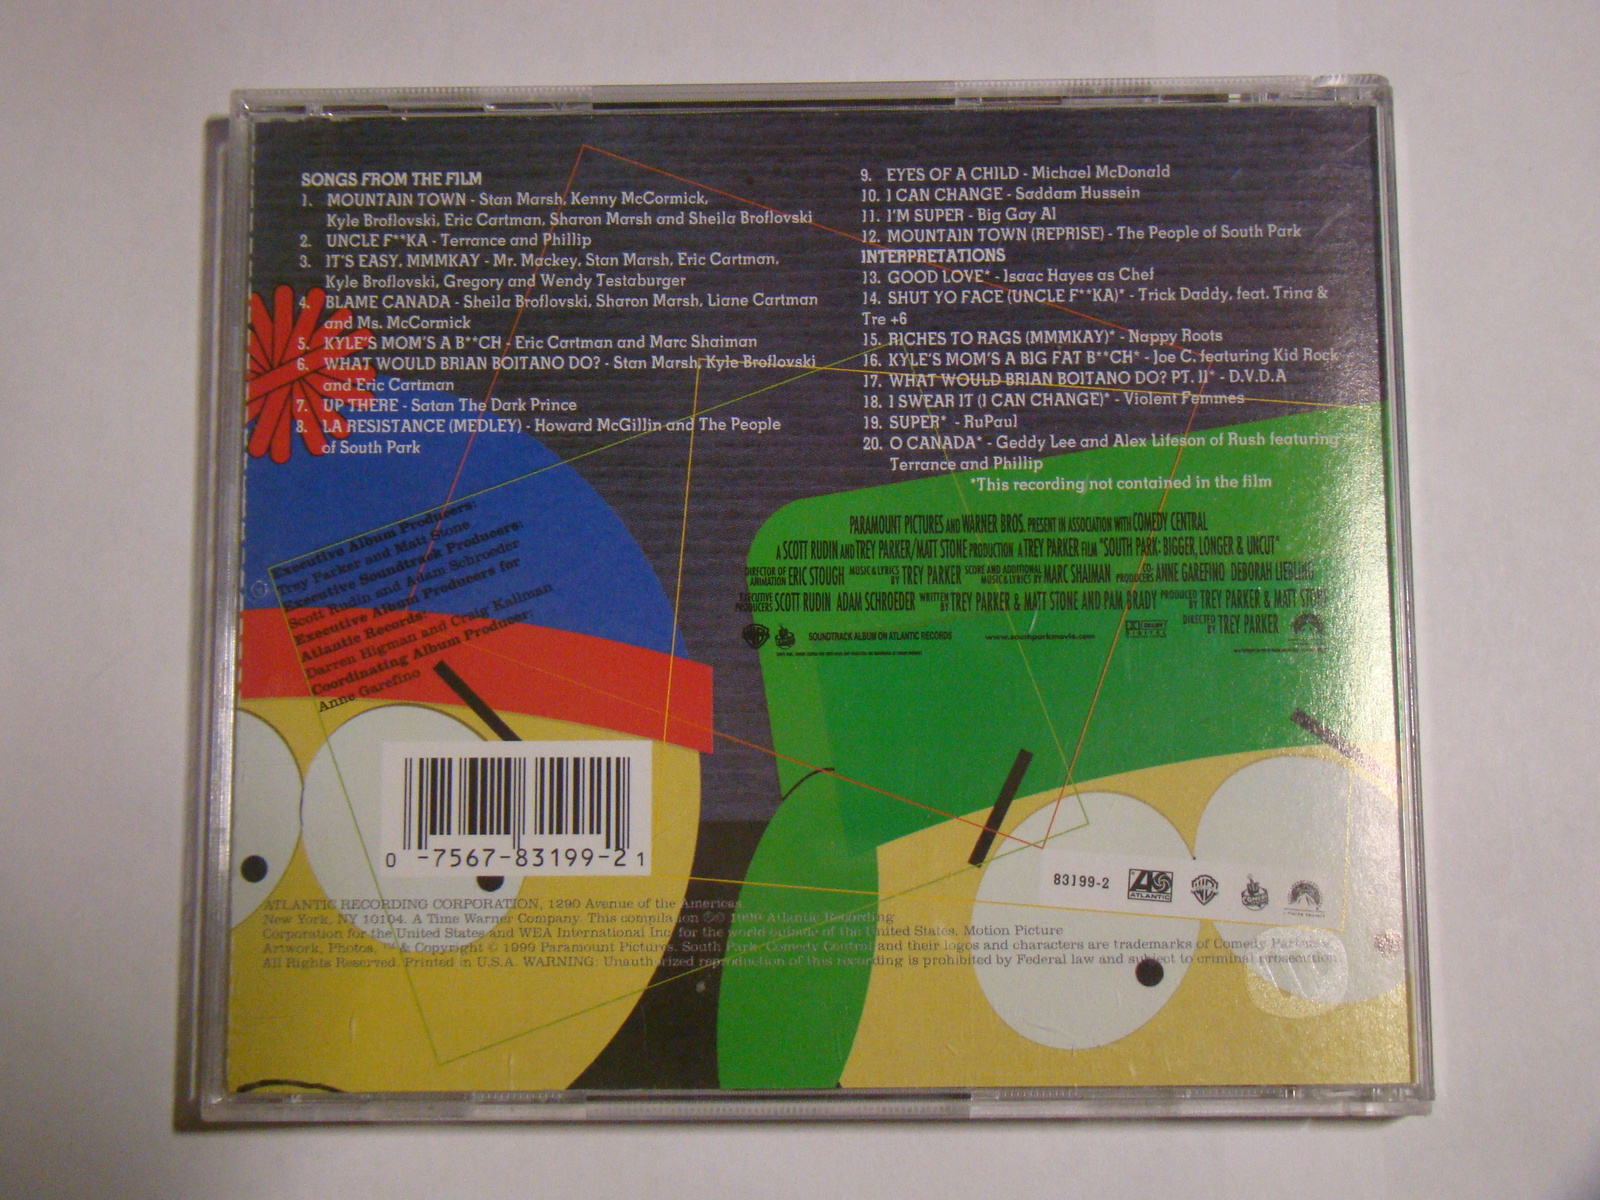 SONGS FROM THE FILM
1. MOUNTAIN TOWN - Stan Marsh, Kenny McCormick,
Kyle Broflovski, Eric Cartman, Sharon Marsh and Sheila Broflovski
2. UNCLE F**KA - Terrance and Phillip
3. IT'S EASY, MMMKAY - Mr. Mackey, Stan Marsh, Eric Cartman,
Kyle Broflovski, Gregory and Wendy Testaburger
4. BLAME CANADA - Sheila Broflovski, Sharon Marsh, Liane Cartman
and Ms. McCormick
5. KYLE'S MOM'S A B**CH - Eric Cartman and Marc Shaiman
6. WHAT WOULD BRIAN BOITANO DO? - Stan Marsh, Kyle Broflovski
and Eric Cartman
7. UP THERE - Satan The Dark Prince
8. LA RESISTANCE (MEDLEY) - Howard McGillin and The People
of South Park
9. EYES OF A CHILD - Michael McDonald
10. I CAN CHANGE - Saddam Hussein
11. I'M SUPER - Big Gay Al
12. MOUNTAIN TOWN (REPRISE) - The People of South Park
INTERPRETATIONS
13. GOOD LOVE* - Isaac Hayes as Chef
14. SHUT YO FACE (UNCLE F**KA)* - Trick Daddy, feat. Trina &
Tre +6
15. RICHES TO RAGS (MMMKAY)* - Nappy Roots
16. KYLE'S MOM'S A BIG FAT B**CH* - Joe C. featuring Kid Rock
17. WHAT WOULD BRIAN BOITANO DO? PT. II* - D.V.D.A
18. I SWEAR IT (I CAN CHANGE)* - Violent Femmes
19. SUPER* - RuPaul
20. O CANADA* - Geddy Lee and Alex Lifeson of Rush featuring
Terrance and Phillip
*This recording not contained in the film
PARAMOUNT PICTURES AND WARNER BROS. PRESENT IN ASSOCIATION WITH COMEDY CENTRAL
A SCOTT RUDIN AND TREY PARKER/MATT STONE PRODUCTION A TREY PARKER FILM "SOUTH PARK: BIGGER, LONGER & UNCUT"
DIRECTOR OF ANIMATION ERIC STOUGH MUSIC & LYRICS BY TREY PARKER SCORE AND ADDITIONAL MUSIC & LYRICS BY MARC SHAIMAN CO-PRODUCERS ANNE GAREFINO DEBORAH LIEBLING
EXECUTIVE PRODUCERS SCOTT RUDIN ADAM SCHROEDER WRITTEN BY TREY PARKER & MATT STONE AND PAM BRADY PRODUCED BY TREY PARKER & MATT STONE
SOUNDTRACK ALBUM ON ATLANTIC RECORDS www.southparkmovie.com DOLBY DIGITAL DIRECTED BY TREY PARKER
Executive Album Producers:
Trey Parker and Matt Stone
Executive Soundtrack Producers:
Scott Rudin and Adam Schroeder
Executive Album Producers for
Atlantic Records:
Darren Higman and Craig Kallman
Coordinating Album Producer:
Anne Garefino
0 -7567-83199-2 1
83199-2 ATLANTIC
ATLANTIC RECORDING CORPORATION, 1290 Avenue of the Americas,
New York, NY 10104. A Time Warner Company. This compilation ℗© 1999 Atlantic Recording
Corporation for the United States and WEA International Inc. for the world outside of the United States. Motion Picture
Artwork, Photos, ™ & Copyright © 1999 Paramount Pictures. South Park, Comedy Central and their logos and characters are trademarks of Comedy Partners.
All Rights Reserved. Printed in U.S.A. WARNING: Unauthorized reproduction of this recording is prohibited by Federal law and subject to criminal prosecution.